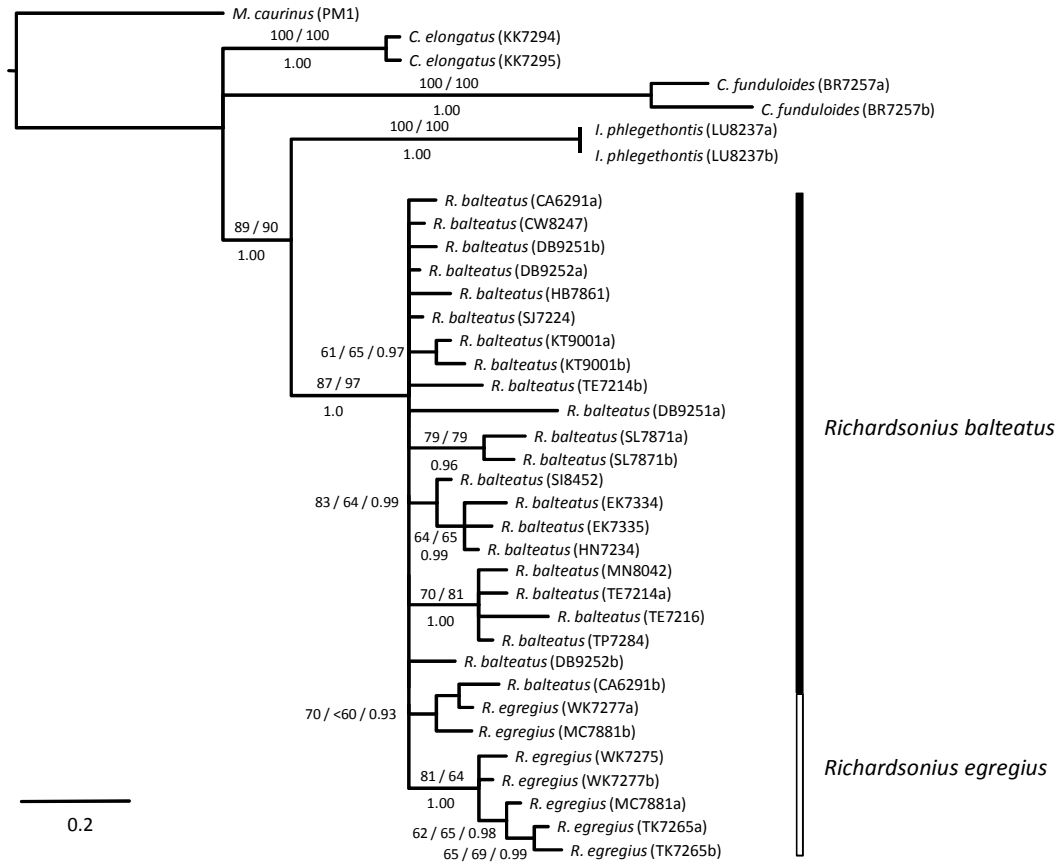 M. caurinus (PM1)
100 / 100
1.00
C. elongatus (KK7294)
C. elongatus (KK7295)
100 / 100
1.00
C. funduloides (BR7257a)
C. funduloides (BR7257b)
100 / 100
1.00
I. phlegethontis (LU8237a)
I. phlegethontis (LU8237b)
89 / 90
1.00
R. balteatus (CA6291a)
R. balteatus (CW8247)
R. balteatus (DB9251b)
R. balteatus (DB9252a)
R. balteatus (HB7861)
R. balteatus (SJ7224)
61 / 65 / 0.97
R. balteatus (KT9001a)
R. balteatus (KT9001b)
87 / 97
1.0
R. balteatus (TE7214b)
R. balteatus (DB9251a)
Richardsonius balteatus
79 / 79
0.96
R. balteatus (SL7871a)
R. balteatus (SL7871b)
83 / 64 / 0.99
R. balteatus (SI8452)
64 / 65
0.99
R. balteatus (EK7334)
R. balteatus (EK7335)
R. balteatus (HN7234)
70 / 81
1.00
R. balteatus (MN8042)
R. balteatus (TE7214a)
R. balteatus (TE7216)
R. balteatus (TP7284)
R. balteatus (DB9252b)
70 / <60 / 0.93
R. balteatus (CA6291b)
R. egregius (WK7277a)
R. egregius (MC7881b)
81 / 64
1.00
R. egregius (WK7275)
R. egregius (WK7277b)
Richardsonius egregius
R. egregius (MC7881a)
62 / 65 / 0.98
R. egregius (TK7265a)
65 / 69 / 0.99
R. egregius (TK7265b)
0.2